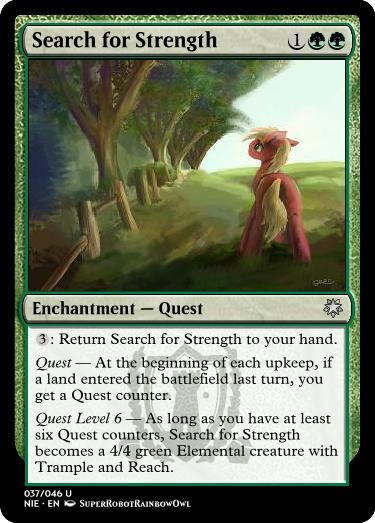 Search for Strength 1
Enchantment — Quest
3: Return Search for Strength to your hand.
Quest — At the beginning of each upkeep, if
a land entered the battlefield last turn, you
get a Quest counter.
Quest Level 6 — As long as you have at least
six Quest counters, Search for Strength
becomes a 4/4 green Elemental creature with
Trample and Reach.
037/046 U
NIE • EN SuperRobotRainbowOwl